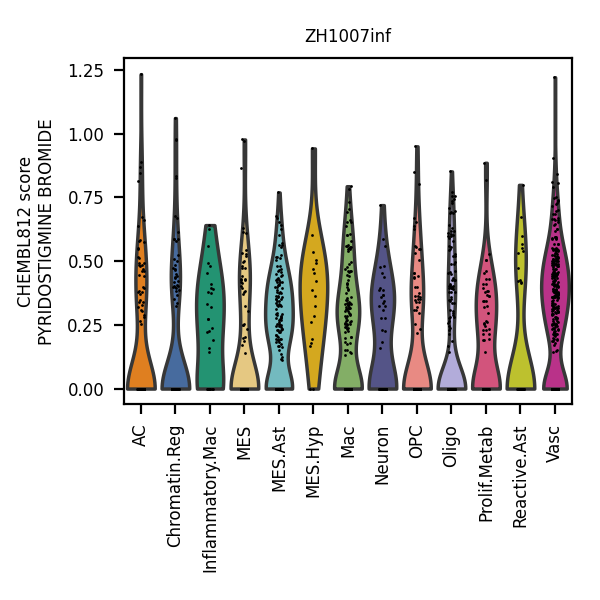 ZH1007inf
CHEMBL812 score
PYRIDOSTIGMINE BROMIDE
1.25
1.00
0.75
0.50
0.25
0.00
AC
Chromatin.Reg
Inflammatory.Mac
MES
MES.Ast
MES.Hyp
Mac
Neuron
OPC
Oligo
Prolif.Metab
Reactive.Ast
Vasc